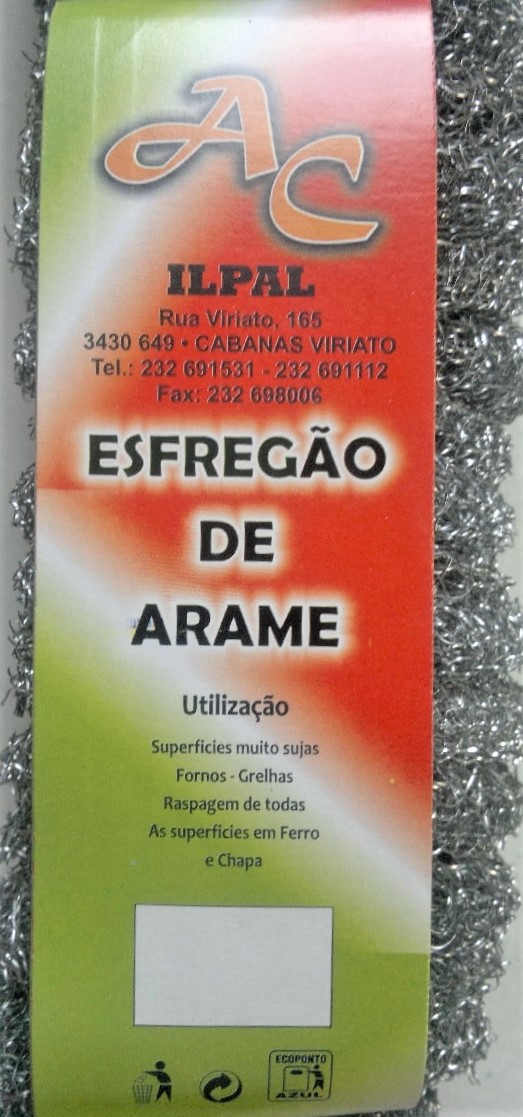 AC
ILPAL
Rua Viriato, 165
3430 649 • CABANAS VIRIATO
Tel.: 232 691531 - 232 691112
Fax: 232 698006
ESFREGÃO
DE
ARAME
Utilização
Superficies muito sujas
Fornos - Grelhas
Raspagem de todas
As superfícies em Ferro
e Chapa
ECOPONTO
AZUL